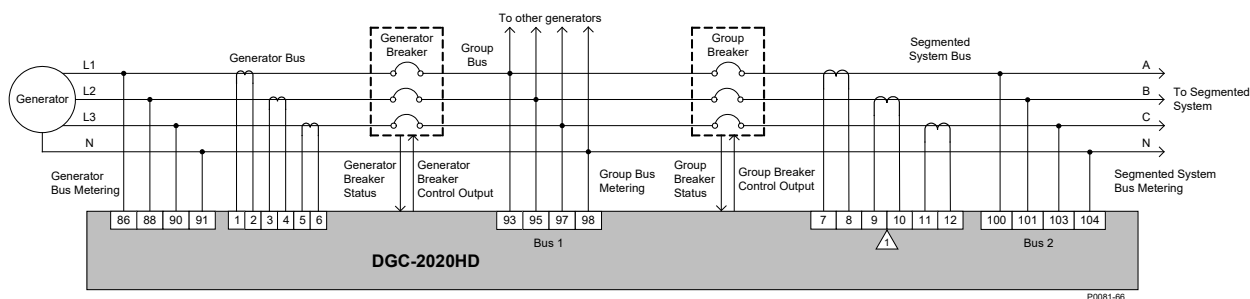 To other generators
Generator Bus
Generator
Breaker
Group
Bus
Group
Breaker
Segmented
System Bus
L1
L2
L3
N
Generator
A
B
C
N
To Segmented
System
Generator
Bus Metering
Generator
Breaker
Status
Generator
Breaker
Control Output
Group Bus
Metering
Group
Breaker
Status
Group Breaker
Control Output
Segmented System
Bus Metering
86 88 90 91 1 2 3 4 5 6 93 95 97 98 7 8 9 10 11 12 100 101 103 104
Bus 1
1
Bus 2
DGC-2020HD
P0081-66